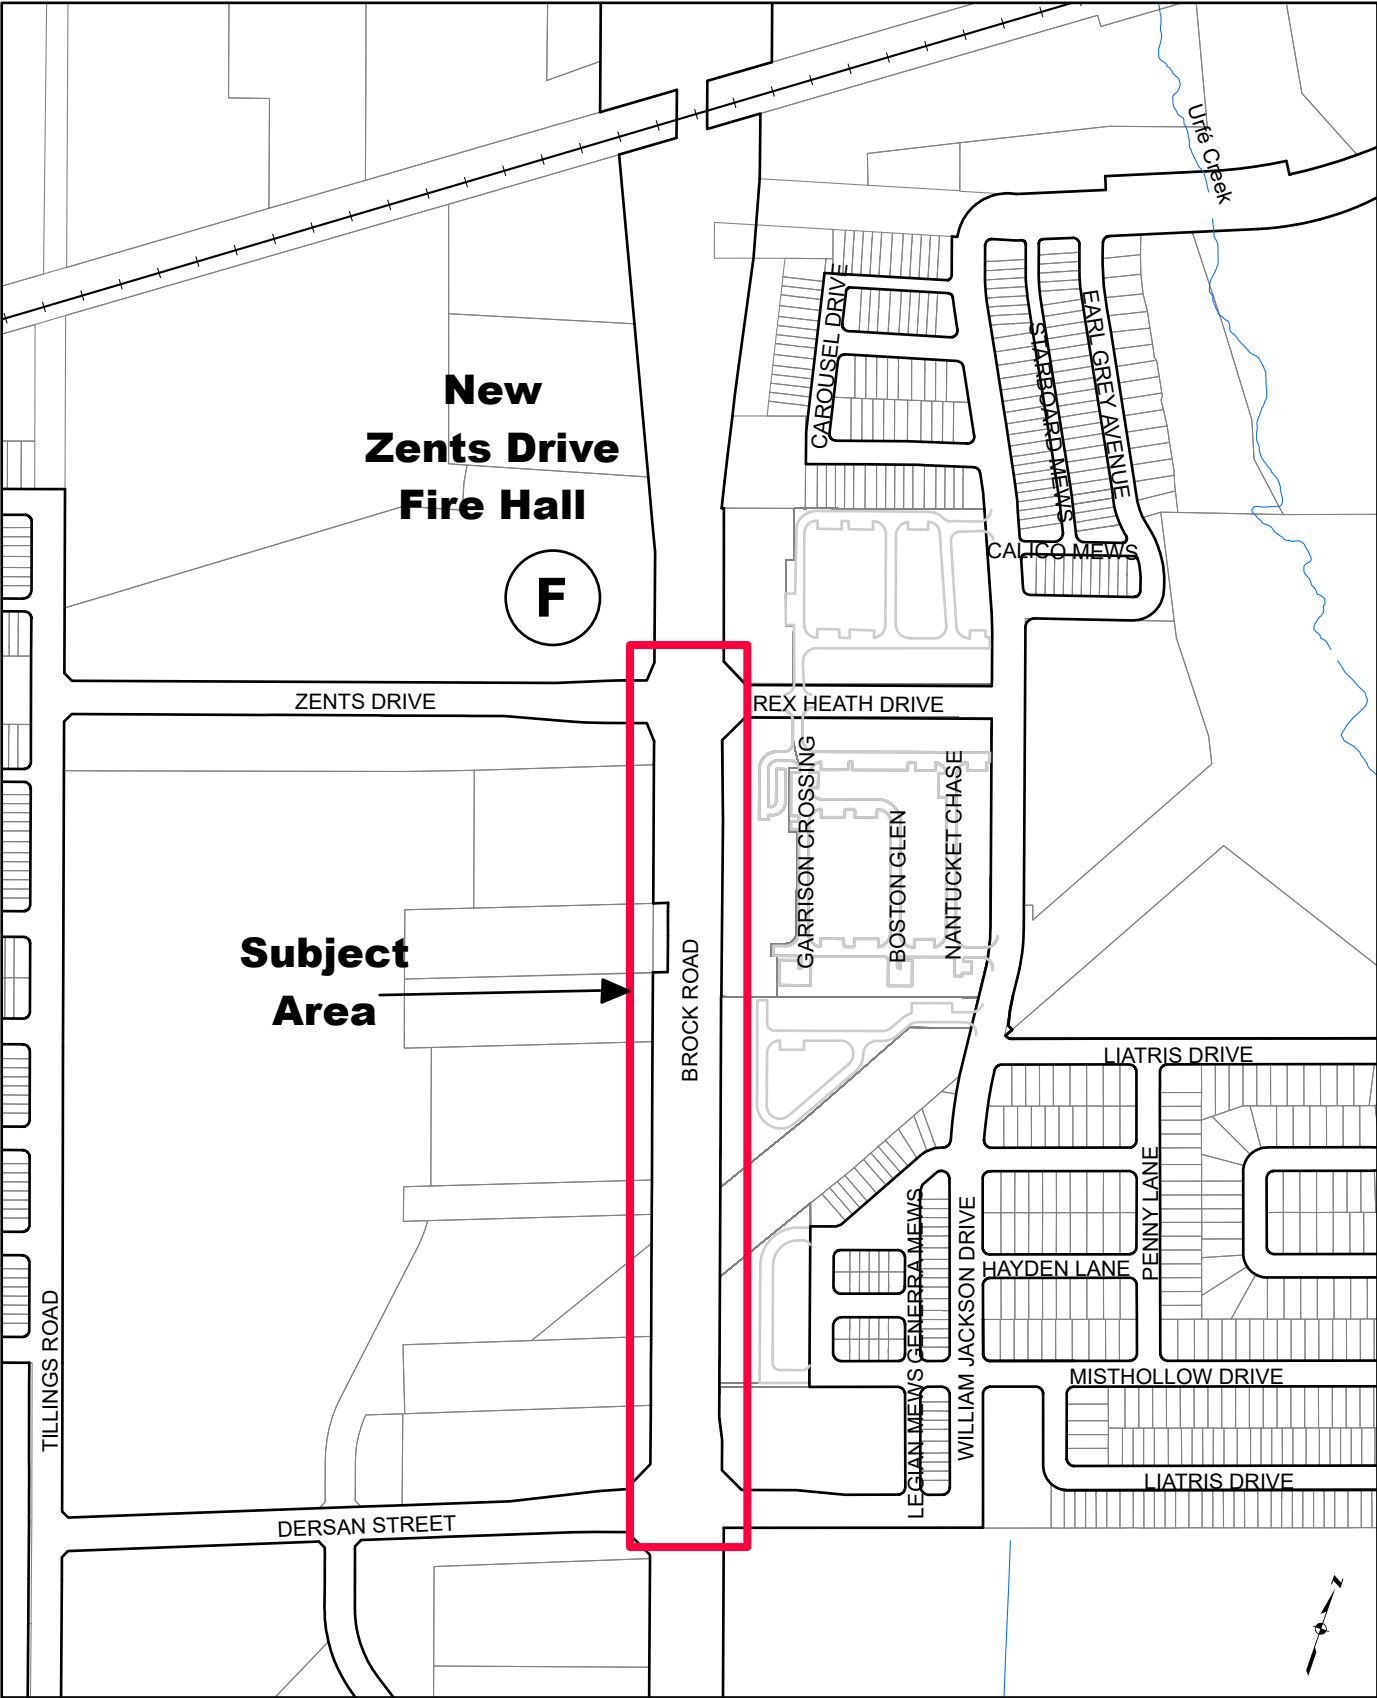 Urfé Creek
CAROUSEL DRIVE
STARBOARD MEWS
EARL GREY AVENUE
New
Zents Drive
Fire Hall
F
CALICO MEWS
ZENTS DRIVE
REX HEATH DRIVE
GARRISON CROSSING
BOSTON GLEN
NANTUCKET CHASE
Subject
Area
BROCK ROAD
LIATRIS DRIVE
PENNY LANE
GENERRA MEWS
WILLIAM JACKSON DRIVE
HAYDEN LANE
TILLINGS ROAD
LEGIAN MEWS
MISTHOLLOW DRIVE
LIATRIS DRIVE
DERSAN STREET
N